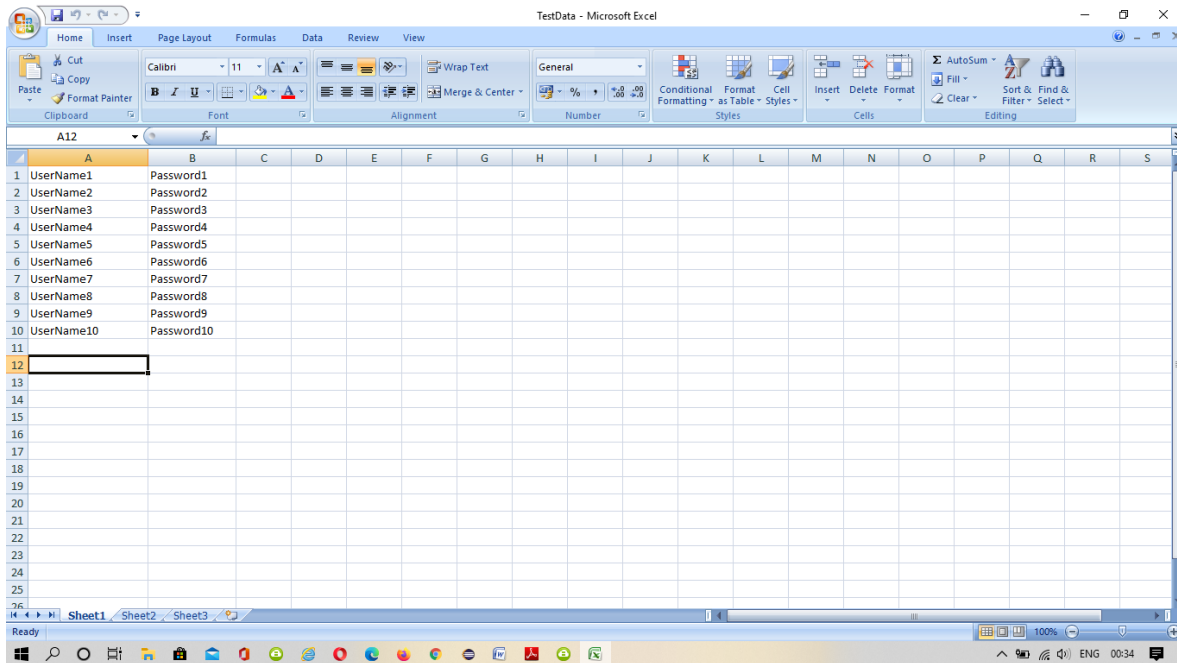 TestData - Microsoft Excel
Home Insert Page Layout Formulas Data Review View
Cut
Copy
Format Painter
Paste
Clipboard
Calibri 11
B I U
Font
Wrap Text
Merge & Center
Alignment
General
% ,
Number
Conditional Formatting
Format as Table
Cell Styles
Styles
Insert Delete Format
Cells
Σ AutoSum
Fill
Clear
Sort & Filter
Find & Select
Editing
A12 fx
A B C D E F G H I J K L M N O P Q R S
1 UserName1 Password1
2 UserName2 Password2
3 UserName3 Password3
4 UserName4 Password4
5 UserName5 Password5
6 UserName6 Password6
7 UserName7 Password7
8 UserName8 Password8
9 UserName9 Password9
10 UserName10 Password10
11
12
13
14
15
16
17
18
19
20
21
22
23
24
25
26
Sheet1 Sheet2 Sheet3
Ready 100%
ENG 00:34